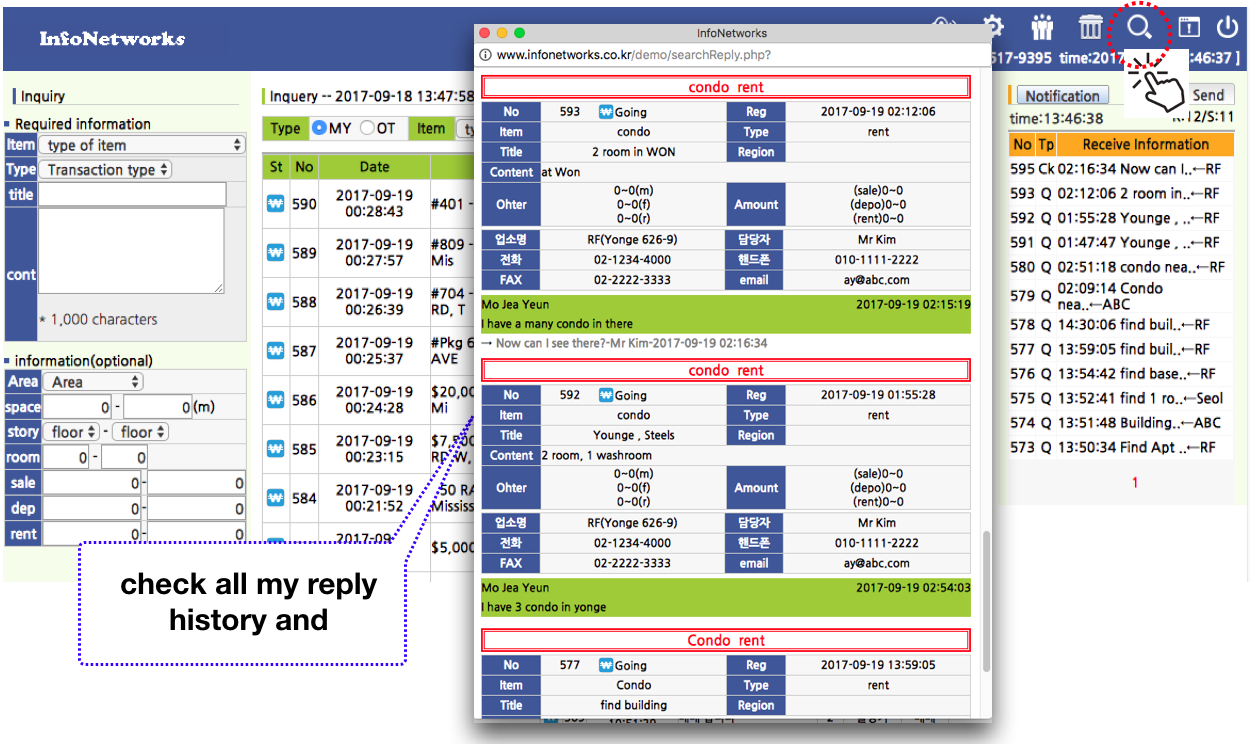 InfoNetworks
517-9395 time:201
:46:37 ]
Inquiry
Required information
Item type of item
Type Transaction type
title
cont
* 1,000 characters
information(optional)
Area Area
space 0 - 0 (m)
story floor - floor
room 0 - 0
sale 0 - 0
dep 0 - 0
rent 0 - 0
Inquery -- 2017-09-18 13:47:58
Type MY OT Item
St No Date
₩ 590 2017-09-19 00:28:43 #401 -
₩ 589 2017-09-19 00:27:57 #809 - Mis
₩ 588 2017-09-19 00:26:39 #704 - RD, T
₩ 587 2017-09-19 00:25:37 #Pkg 6 AVE
₩ 586 2017-09-19 00:24:28 $20,00 Mi
₩ 585 2017-09-19 00:23:15 $7,500 RD W,
₩ 584 2017-09-19 00:21:52 50 RA Mississ
2017-09- $5,000
check all my reply
history and
InfoNetworks
www.infonetworks.co.kr/demo/searchReply.php?
condo rent
No 593 ₩Going Reg 2017-09-19 02:12:06
Item condo Type rent
Title 2 room in WON Region
Content at Won
Ohter 0~0(m) 0~0(f) 0~0(r) Amount (sale)0~0 (depo)0~0 (rent)0~0
업소명 RF(Yonge 626-9) 담당자 Mr Kim
전화 02-1234-4000 핸드폰 010-1111-2222
FAX 02-2222-3333 email ay@abc.com
Mo Jea Yeun 2017-09-19 02:15:19
I have a many condo in there
→ Now can I see there?-Mr Kim-2017-09-19 02:16:34
condo rent
No 592 ₩Going Reg 2017-09-19 01:55:28
Item condo Type rent
Title Younge , Steels Region
Content 2 room, 1 washroom
Ohter 0~0(m) 0~0(f) 0~0(r) Amount (sale)0~0 (depo)0~0 (rent)0~0
업소명 RF(Yonge 626-9) 담당자 Mr Kim
전화 02-1234-4000 핸드폰 010-1111-2222
FAX 02-2222-3333 email ay@abc.com
Mo Jea Yeun 2017-09-19 02:54:03
I have 3 condo in yonge
Condo rent
No 577 ₩Going Reg 2017-09-19 13:59:05
Item Condo Type rent
Title find building Region
Notification Send
time:13:46:38 R:12/S:11
No Tp Receive Information
595 Ck 02:16:34 Now can I..←RF
593 Q 02:12:06 2 room in..←RF
592 Q 01:55:28 Younge , ..←RF
591 Q 01:47:47 Younge , ..←RF
580 Q 02:51:18 condo nea..←RF
579 Q 02:09:14 Condo nea..←ABC
578 Q 14:30:06 find buil..←RF
577 Q 13:59:05 find buil..←RF
576 Q 13:54:42 find base..←RF
575 Q 13:52:41 find 1 ro..←Seol
574 Q 13:51:48 Building..←ABC
573 Q 13:50:34 Find Apt ..←RF
1